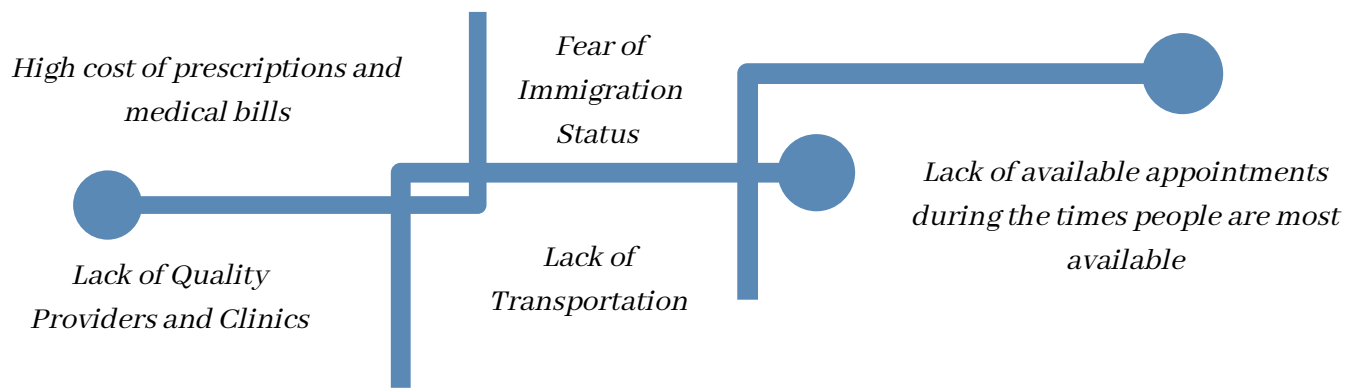 High cost of prescriptions and
medical bills
Lack of Quality
Providers and Clinics
Fear of
Immigration
Status
Lack of
Transportation
Lack of available appointments
during the times people are most
available